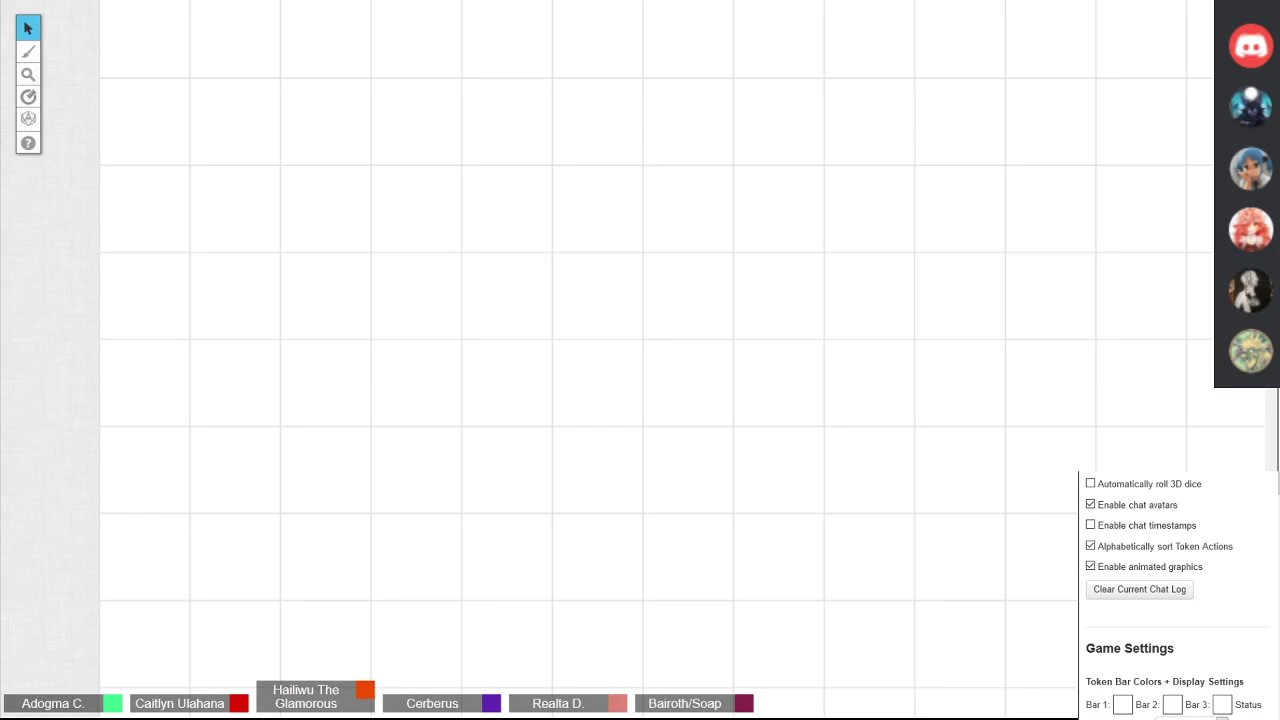 Automatically roll 3D dice
Enable chat avatars
Enable chat timestamps
Alphabetically sort Token Actions
Enable animated graphics
Clear Current Chat Log
Game Settings
Token Bar Colors + Display Settings
Bar 1: Bar 2: Bar 3: Status
Adogma C.
Caitlyn Ulahana
Hailiwu The
Glamorous
Cerberus
Realta D.
Bairoth/Soap